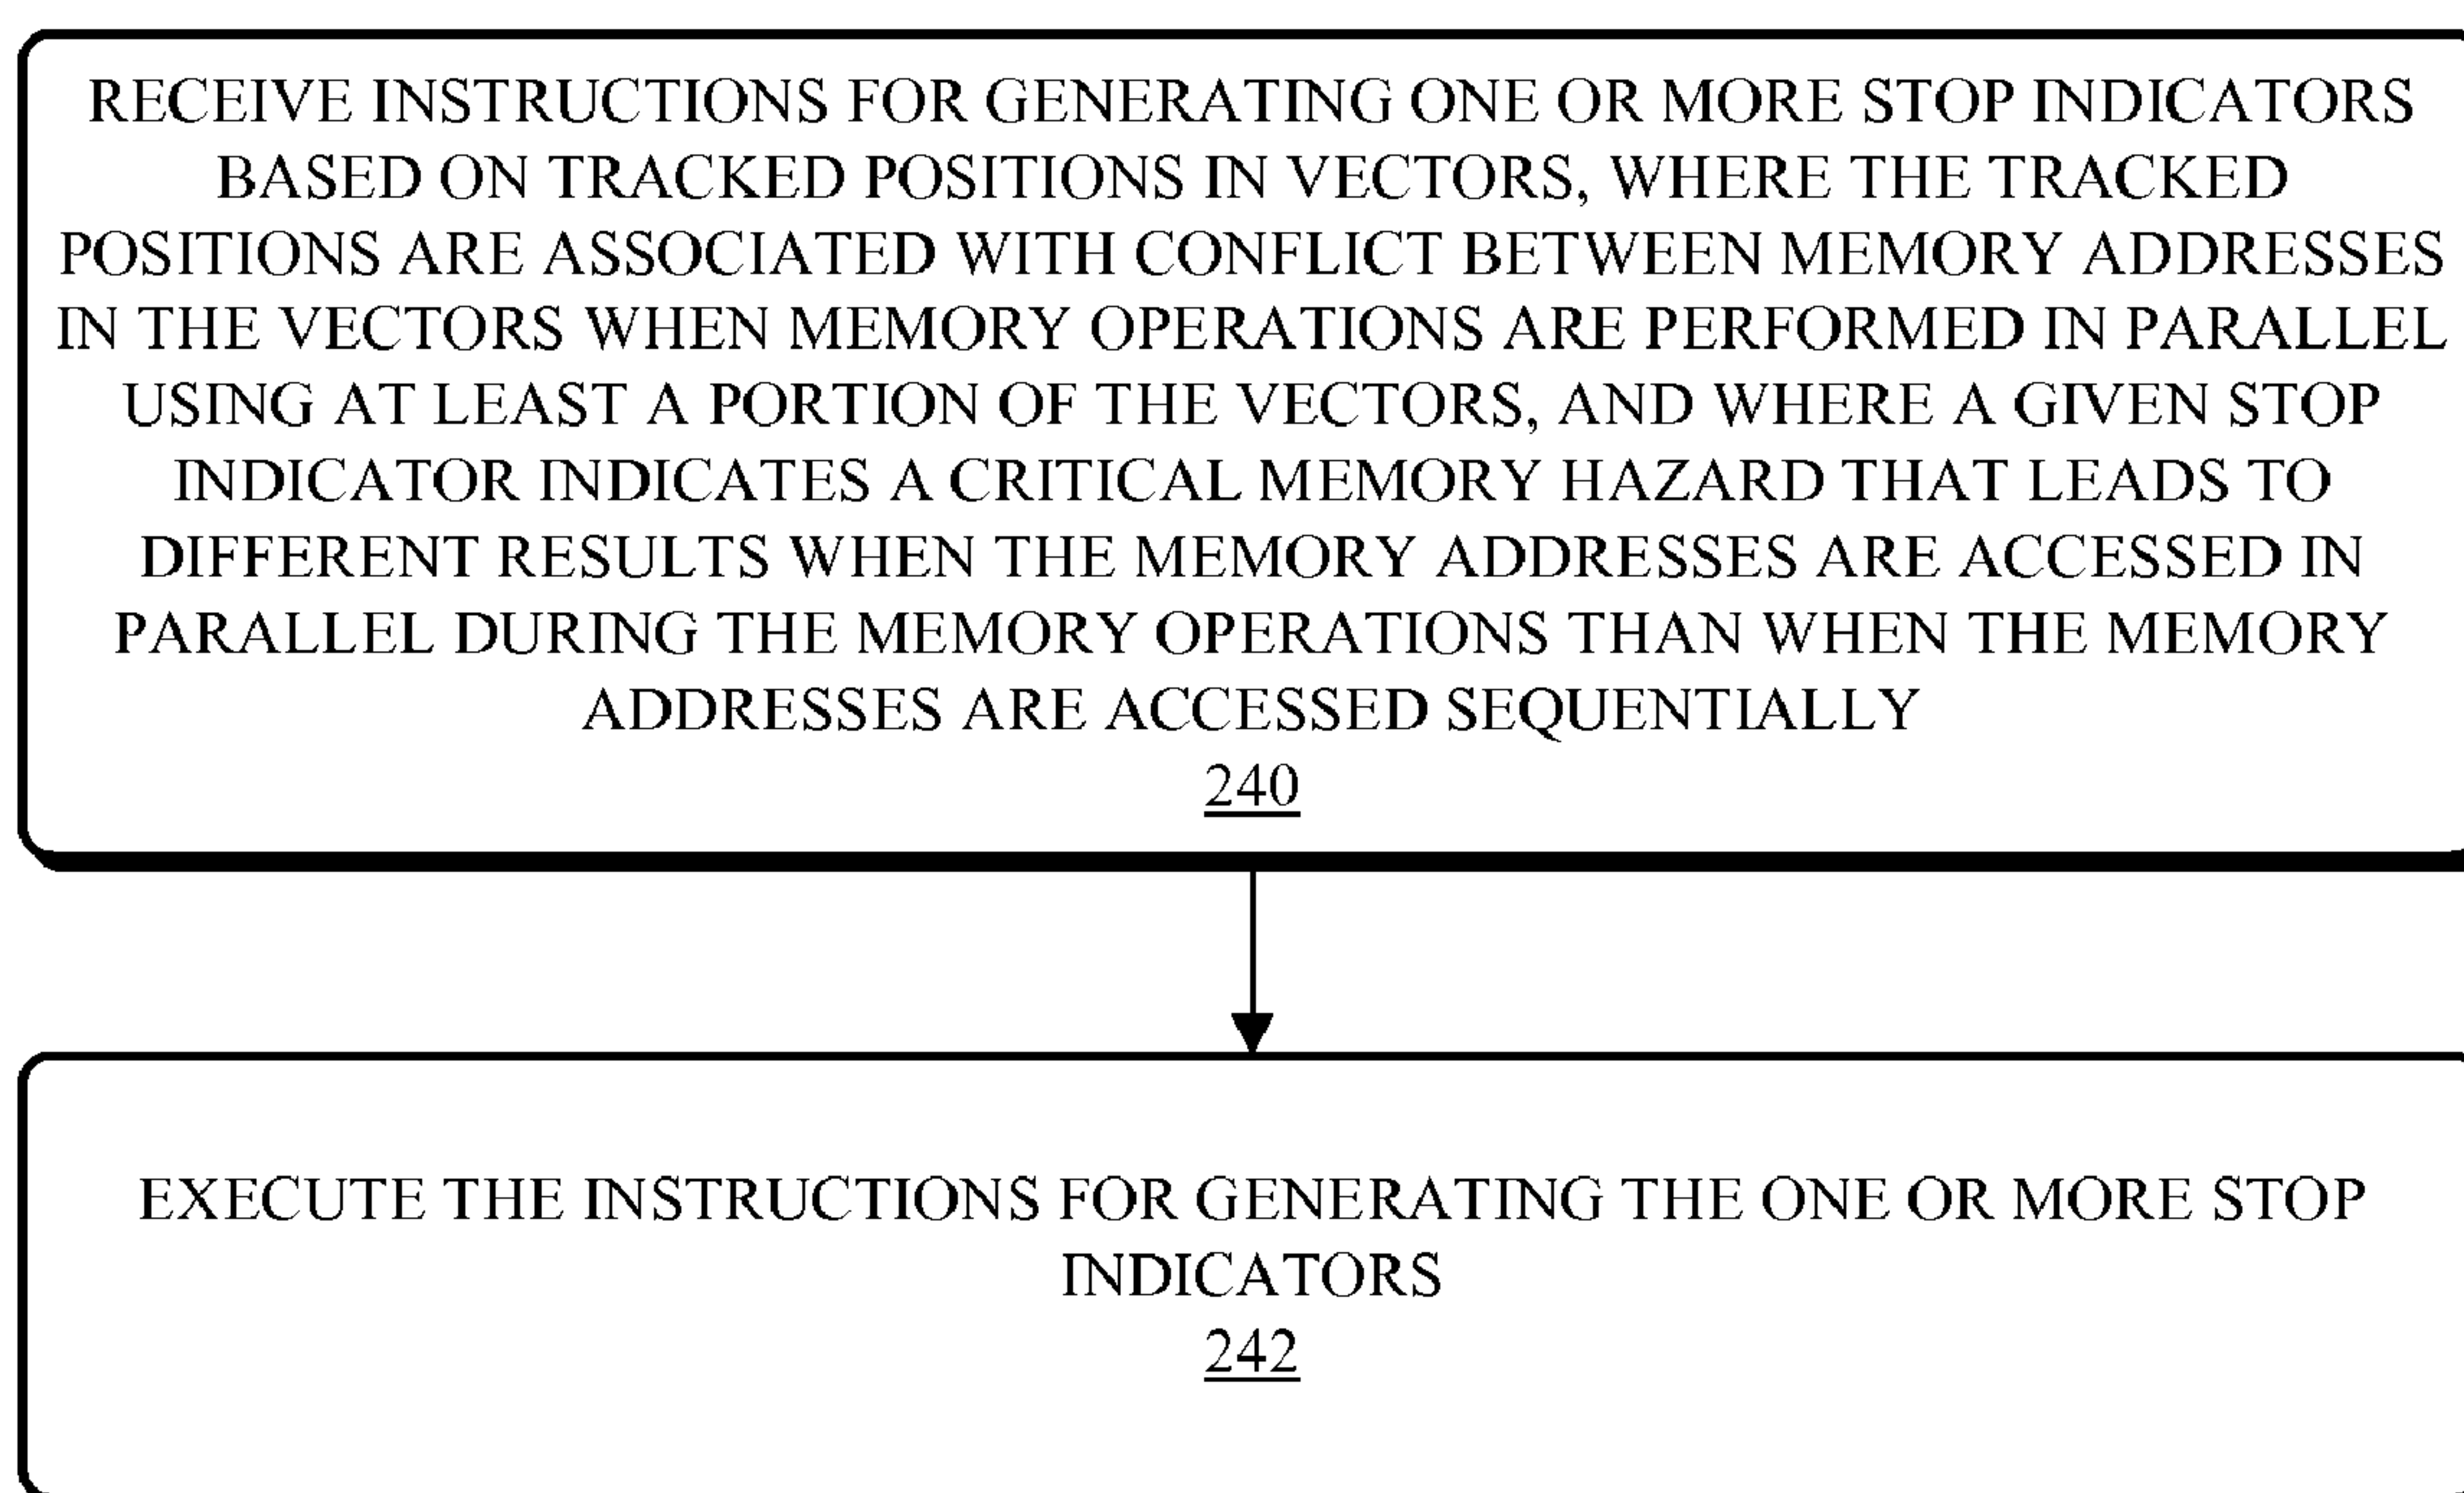 RECEIVE INSTRUCTIONS FOR GENERATING ONE OR MORE STOP INDICATORS
BASED ON TRACKED POSITIONS IN VECTORS, WHERE THE TRACKED
POSITIONS ARE ASSOCIATED WITH CONFLICT BETWEEN MEMORY ADDRESSES
IN THE VECTORS WHEN MEMORY OPERATIONS ARE PERFORMED IN PARALLEL
USING AT LEAST A PORTION OF THE VECTORS, AND WHERE A GIVEN STOP
INDICATOR INDICATES A CRITICAL MEMORY HAZARD THAT LEADS TO
DIFFERENT RESULTS WHEN THE MEMORY ADDRESSES ARE ACCESSED IN
PARALLEL DURING THE MEMORY OPERATIONS THAN WHEN THE MEMORY
ADDRESSES ARE ACCESSED SEQUENTIALLY
240
EXECUTE THE INSTRUCTIONS FOR GENERATING THE ONE OR MORE STOP
INDICATORS
242